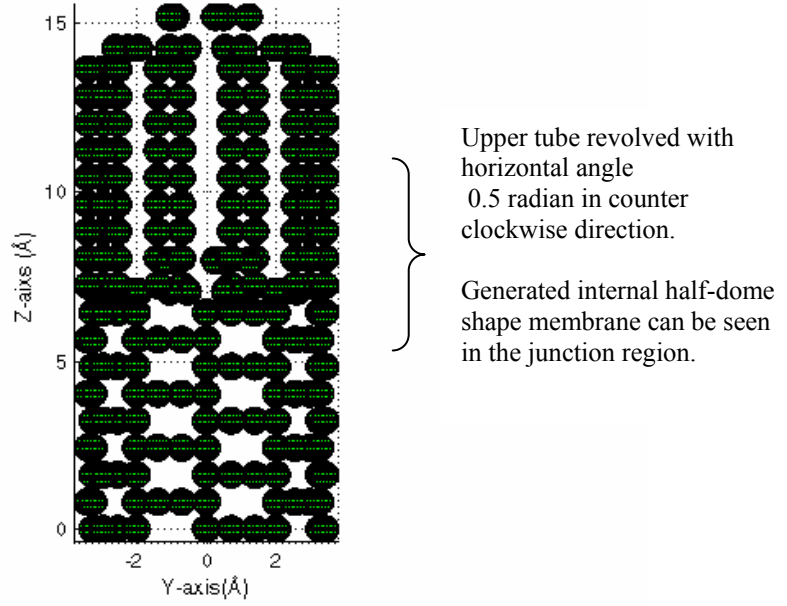 15
10
5
0
Z-aixs (Å)
-2 0 2
Y-axis(Å)
Upper tube revolved with
horizontal angle
0.5 radian in counter
clockwise direction.
Generated internal half-dome
shape membrane can be seen
in the junction region.